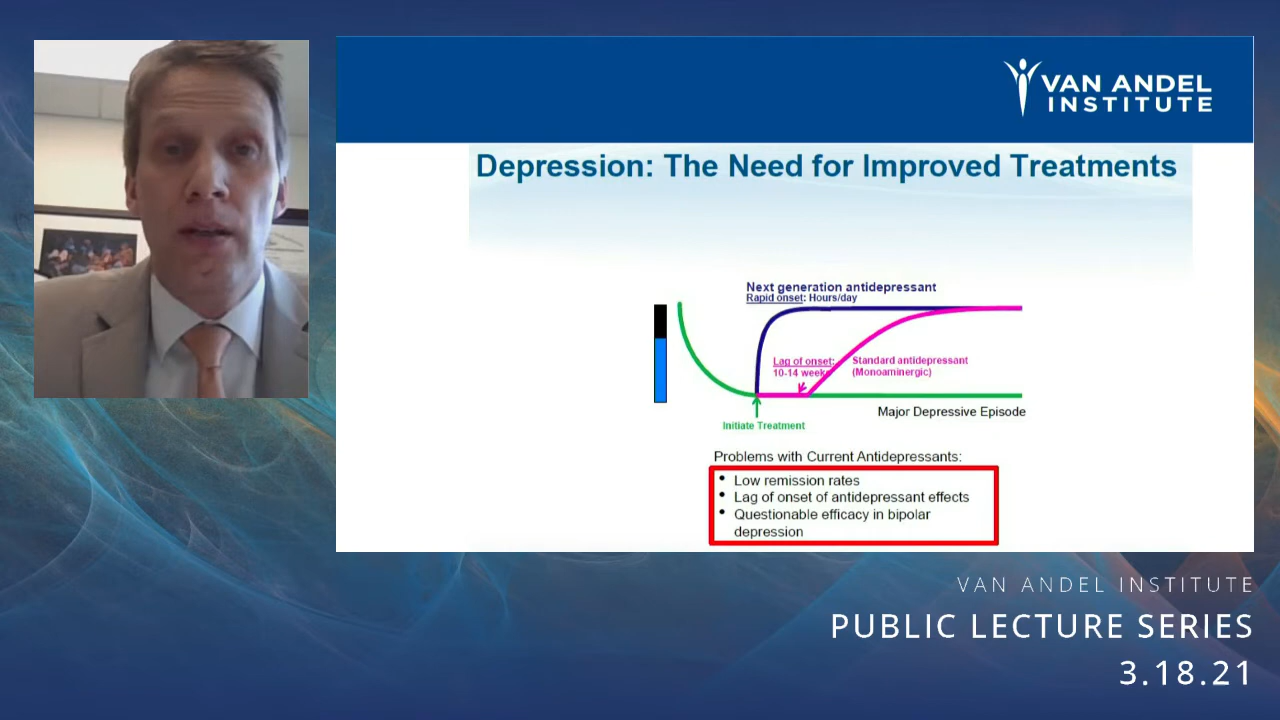 VAN ANDEL
INSTITUTE
Depression: The Need for Improved Treatments
Next generation antidepressant
Rapid onset: Hours/day
Lag of onset:
10-14 weeks
Standard antidepressant
(Monoaminergic)
Major Depressive Episode
Initiate Treatment
Problems with Current Antidepressants:
• Low remission rates
• Lag of onset of antidepressant effects
• Questionable efficacy in bipolar
depression
VAN ANDEL INSTITUTE
PUBLIC LECTURE SERIES
3.18.21